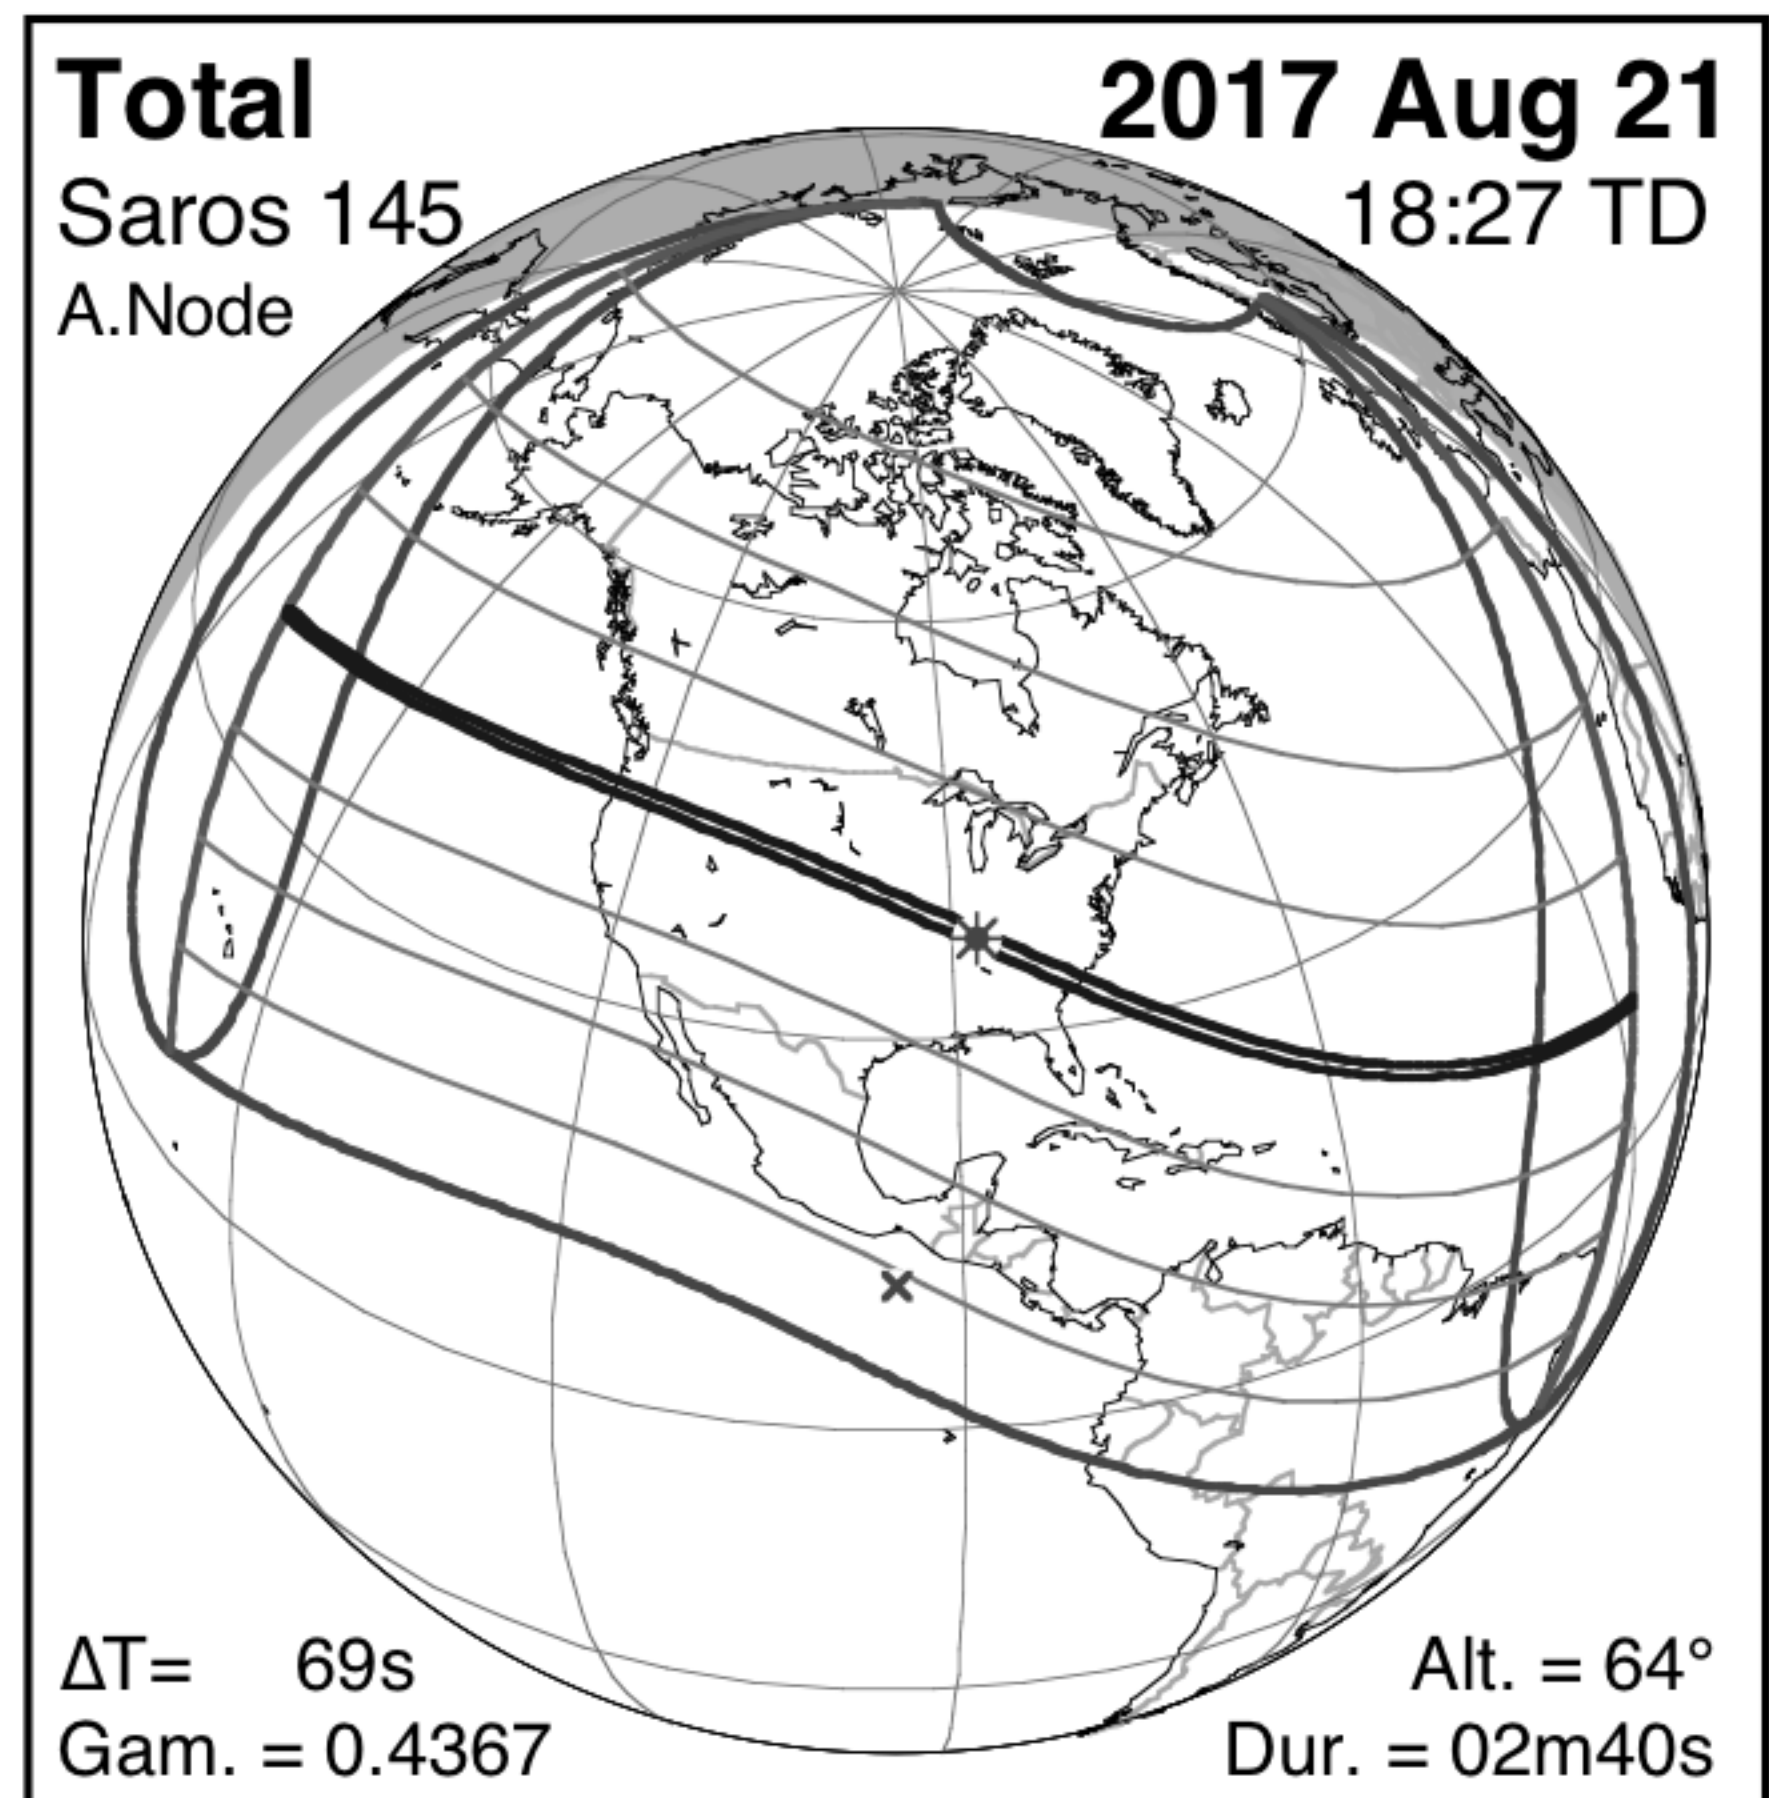 Total
2017 Aug 21
Saros 145
18:27 TD
A.Node
ΔT= 69s
Alt. = 64°
Gam. = 0.4367
Dur. = 02m40s